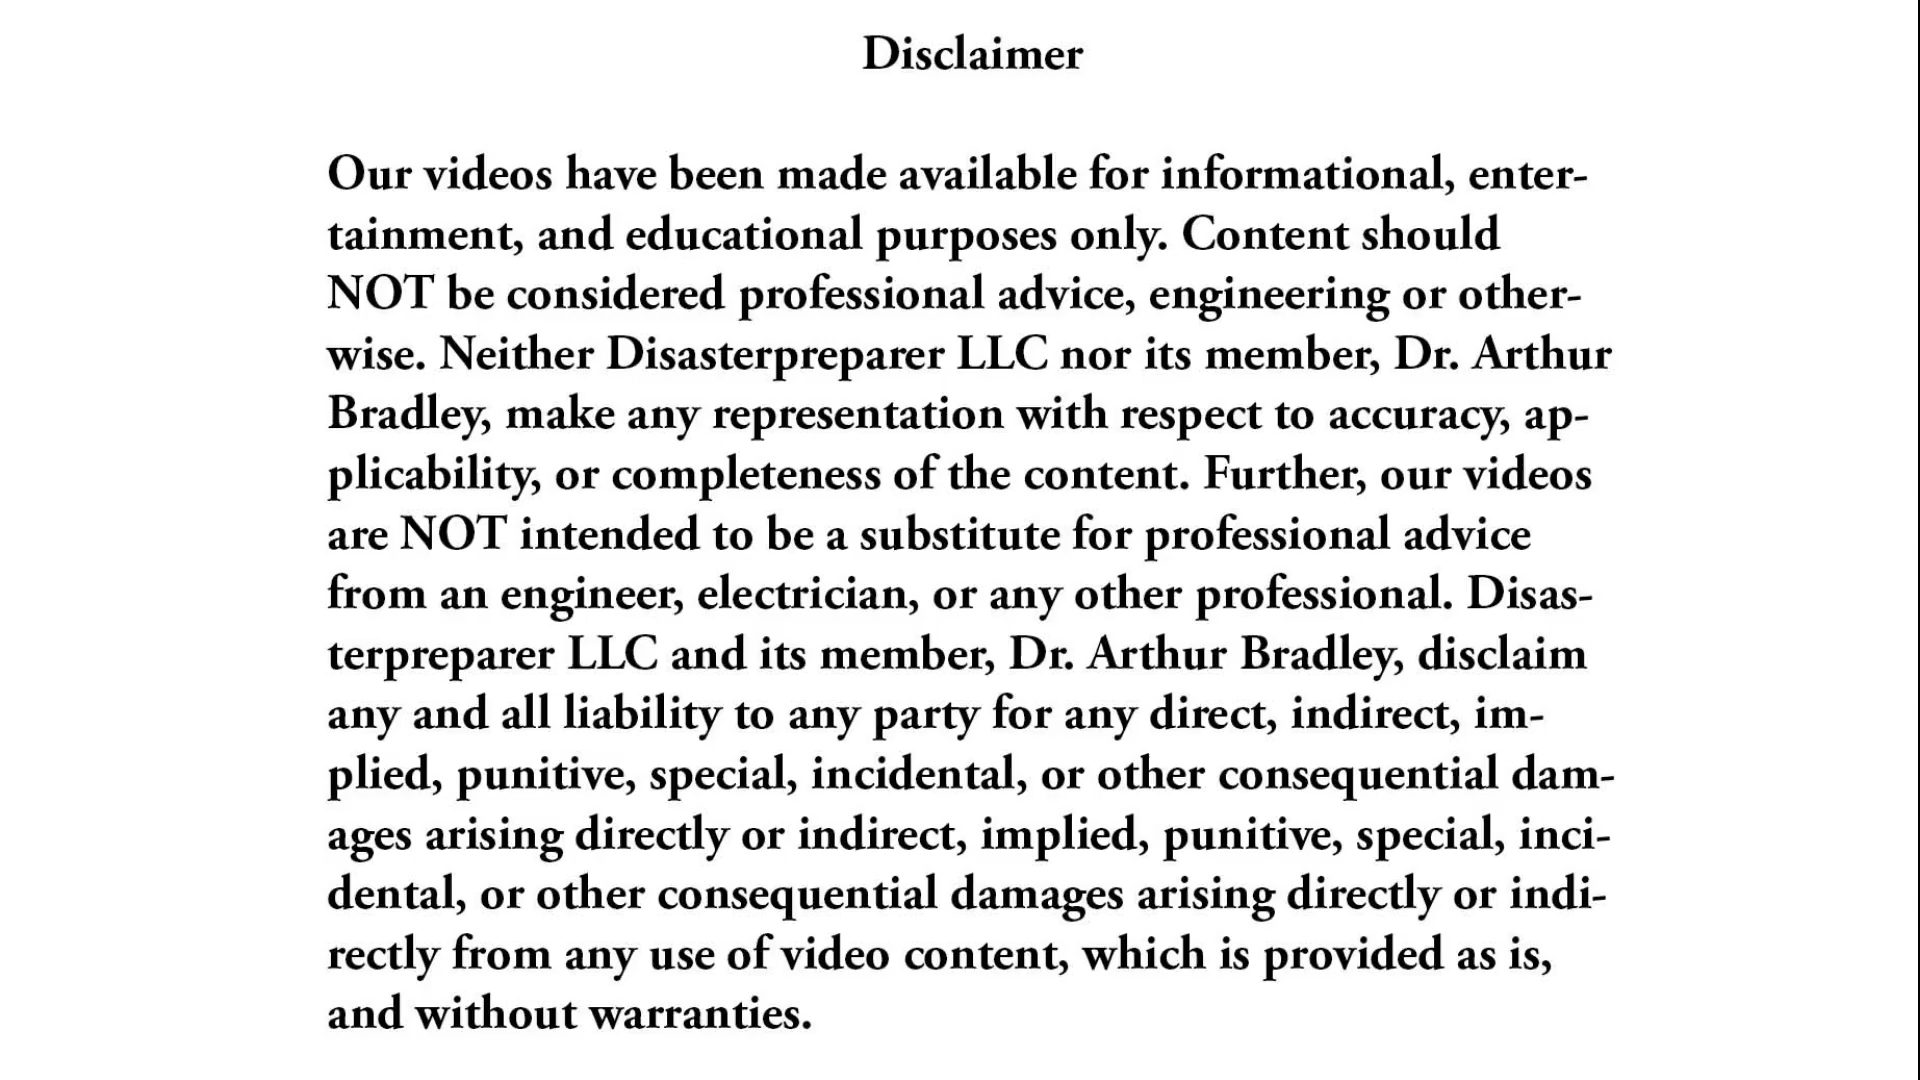 Disclaimer
Our videos have been made available for informational, enter-
tainment, and educational purposes only. Content should
NOT be considered professional advice, engineering or other-
wise. Neither Disasterpreparer LLC nor its member, Dr. Arthur
Bradley, make any representation with respect to accuracy, ap-
plicability, or completeness of the content. Further, our videos
are NOT intended to be a substitute for professional advice
from an engineer, electrician, or any other professional. Disas-
terpreparer LLC and its member, Dr. Arthur Bradley, disclaim
any and all liability to any party for any direct, indirect, im-
plied, punitive, special, incidental, or other consequential dam-
ages arising directly or indirect, implied, punitive, special, inci-
dental, or other consequential damages arising directly or indi-
rectly from any use of video content, which is provided as is,
and without warranties.